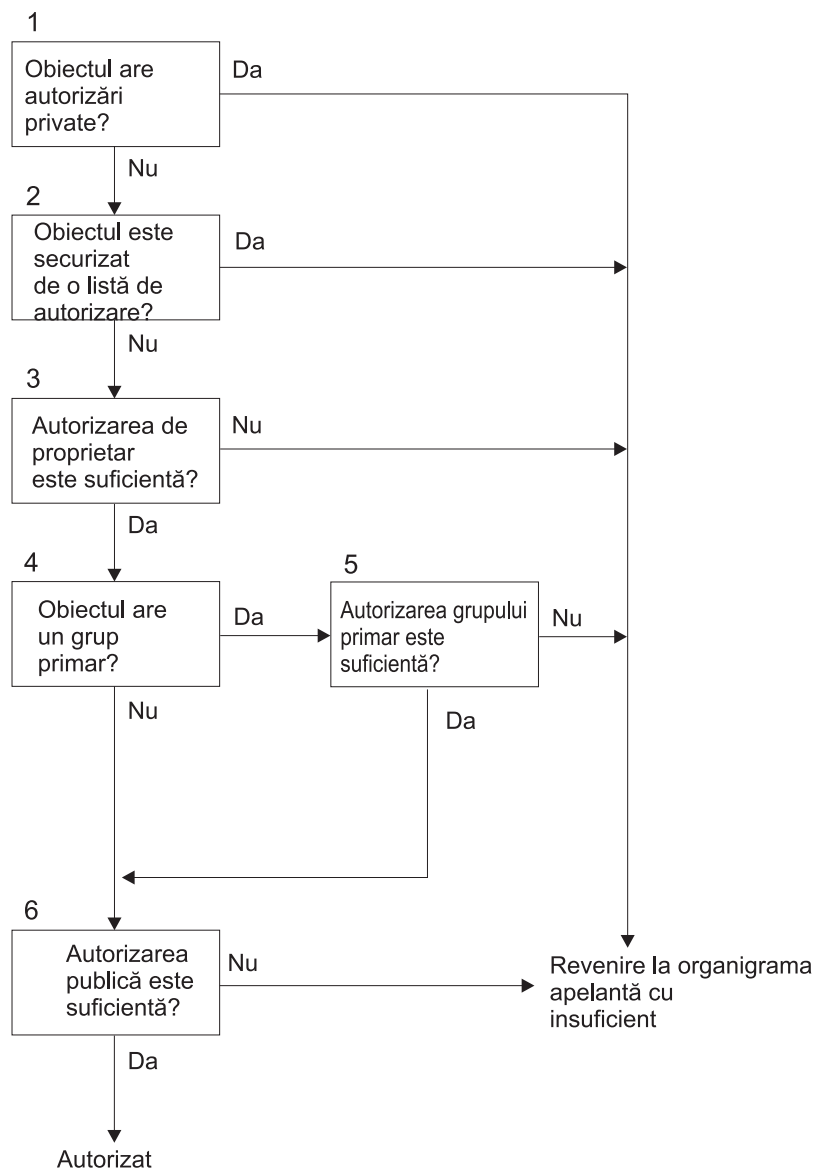 1
Obiectul are
autorizări
private?
Da
Nu
2
Obiectul este
securizat
de o listă de
autorizare?
Da
Nu
3
Autorizarea de
proprietar
este suficientă?
Nu
Da
4
Obiectul are
un grup
primar?
Da
5
Autorizarea grupului
primar este
suficientă?
Nu
Nu
Da
6
Autorizarea
publică este
suficientă?
Nu
Revenire la organigrama
apelantă cu
insuficient
Da
Autorizat